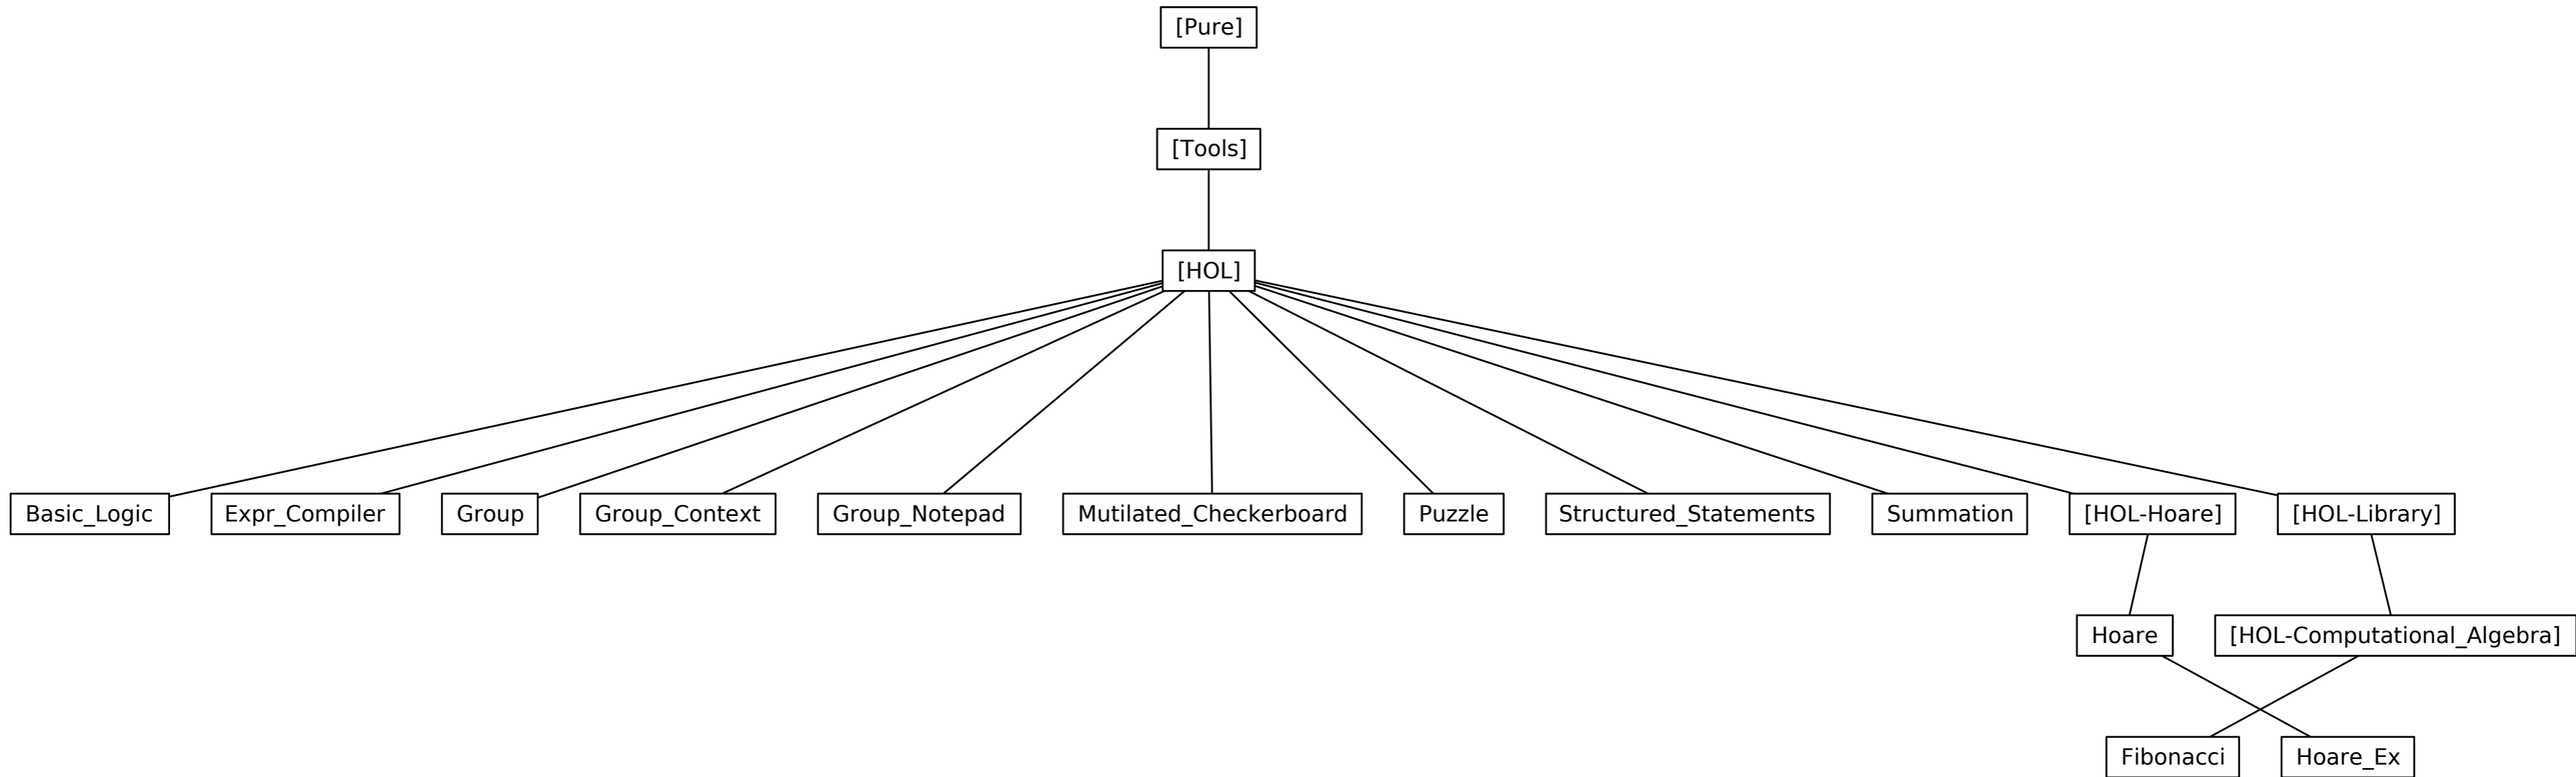 [Pure]
[Tools]
[HOL]
Basic_Logic
Expr_Compiler
Group
Group_Context
Group_Notepad
Mutilated_Checkerboard
Puzzle
Structured_Statements
Summation
[HOL-Hoare]
[HOL-Library]
Hoare
[HOL-Computational_Algebra]
Fibonacci
Hoare_Ex